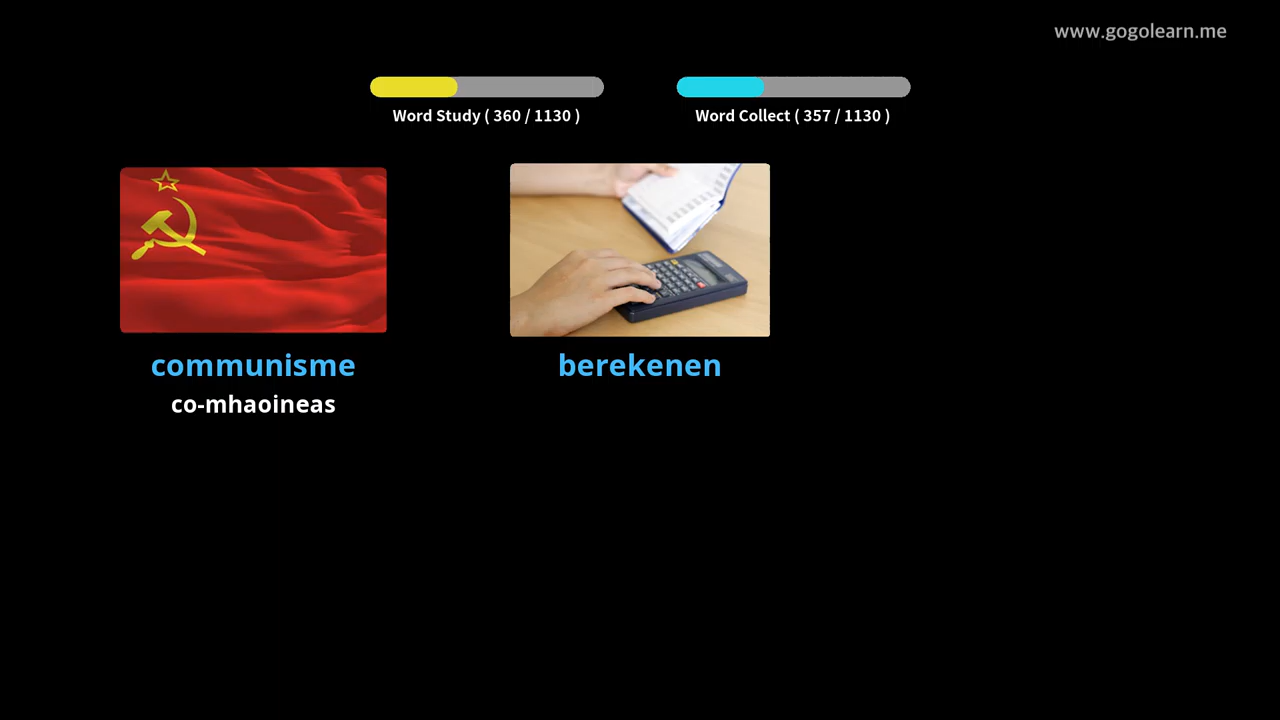 www.gogolearn.me
Word Study ( 360 / 1130 )
Word Collect ( 357 / 1130 )
communisme
co-mhaoineas
berekenen